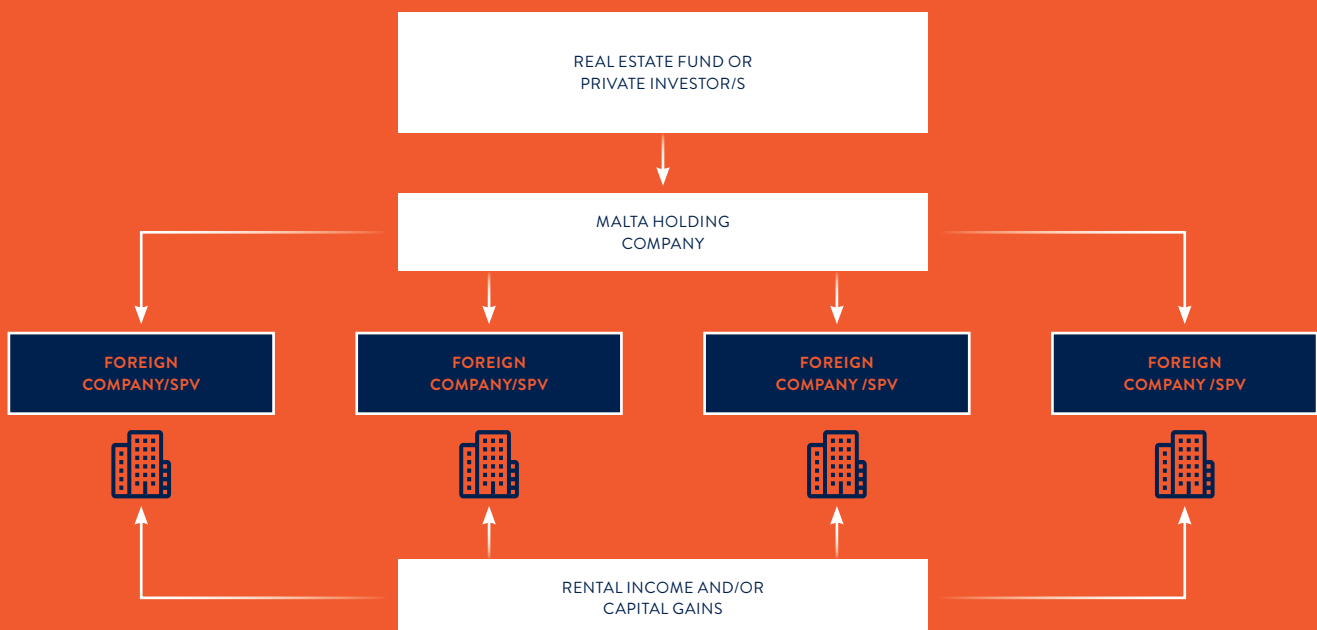 REAL ESTATE FUND OR
PRIVATE INVESTOR/S
MALTA HOLDING
COMPANY
FOREIGN
COMPANY/SPV
FOREIGN
COMPANY/SPV
FOREIGN
COMPANY /SPV
FOREIGN
COMPANY /SPV
RENTAL INCOME AND/OR
CAPITAL GAINS